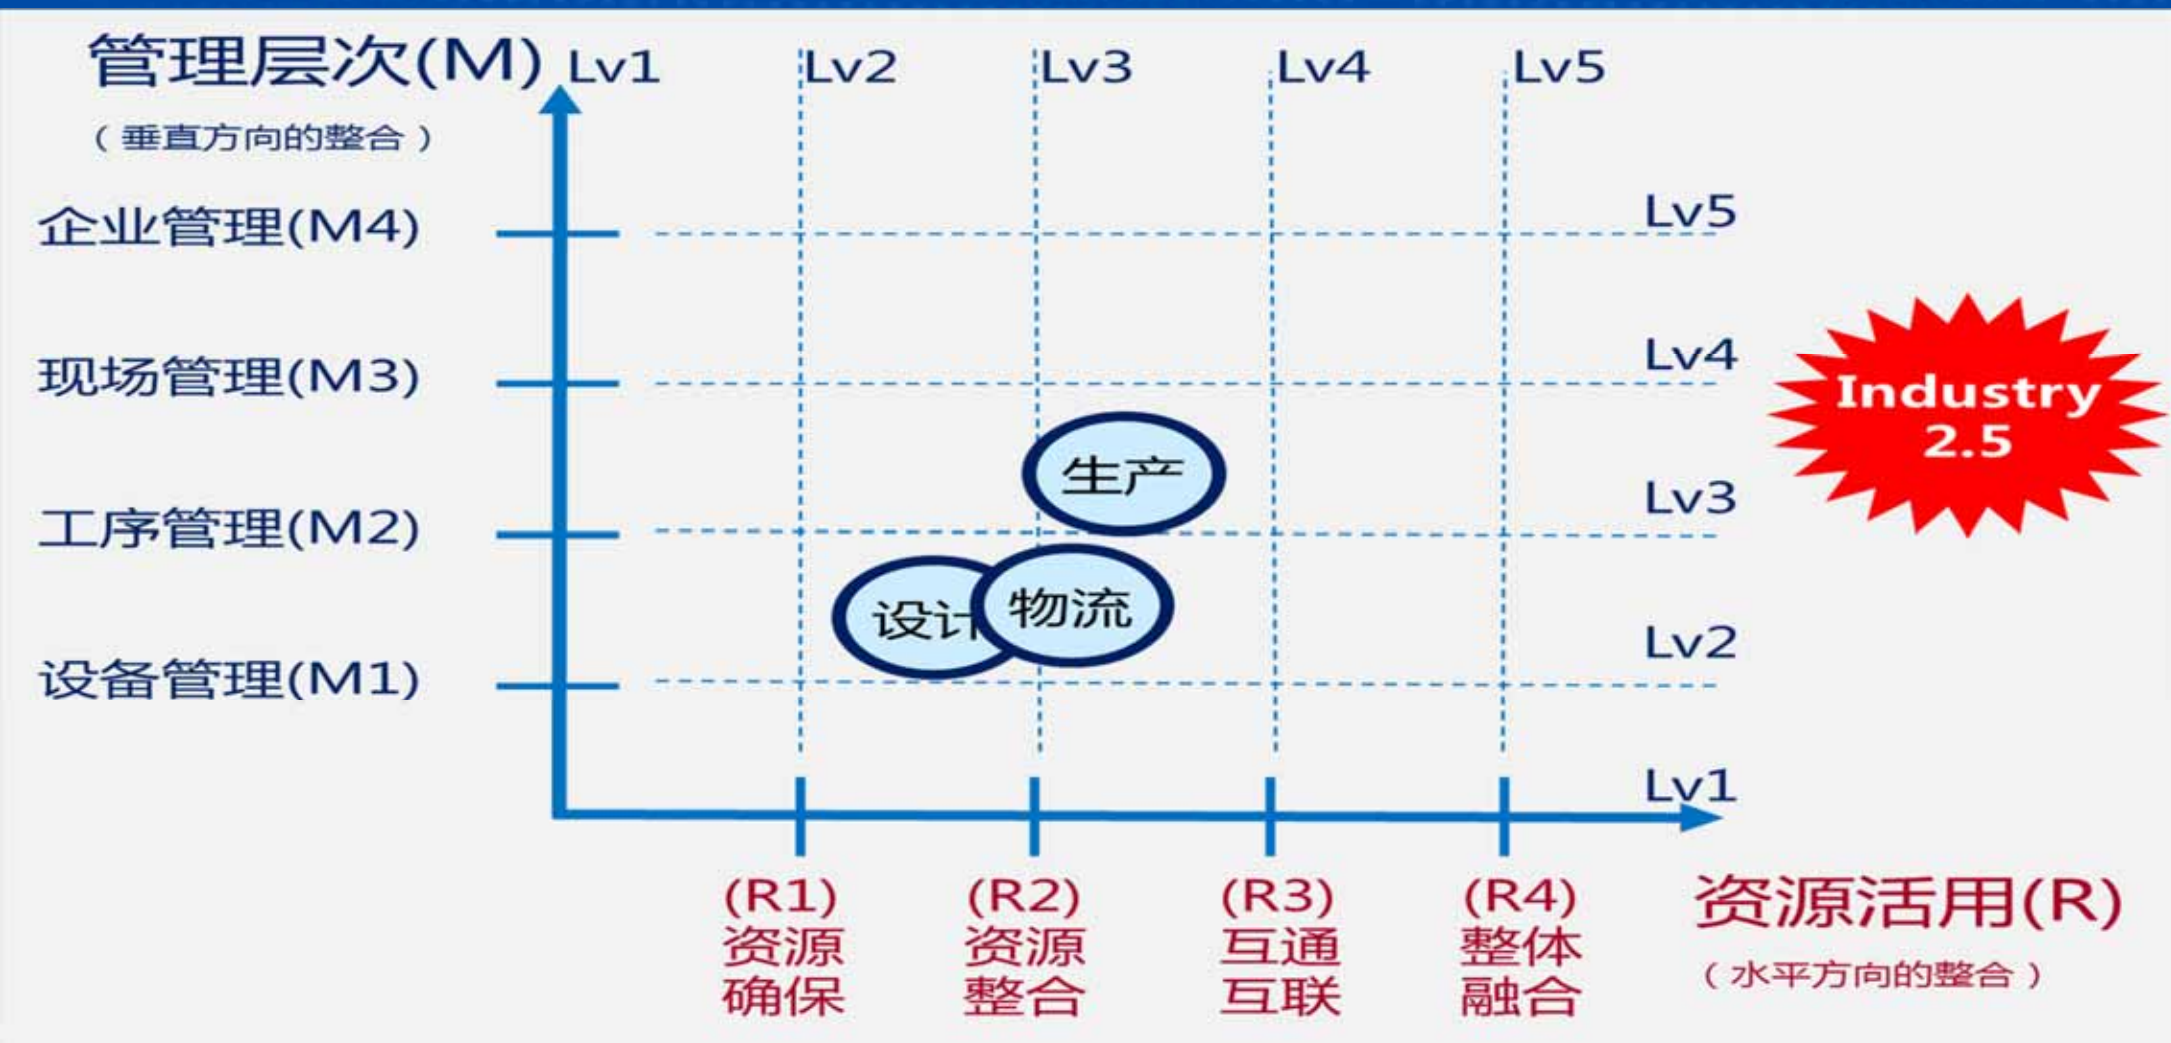 管理层次(M)
Lv1
Lv2
Lv3
Lv4
Lv5
（垂直方向的整合）
企业管理(M4)
Lv5
现场管理(M3)
Lv4
Industry
2.5
生产
工序管理(M2)
Lv3
设计
物流
设备管理(M1)
Lv2
Lv1
(R1)
资源
确保
(R2)
资源
整合
(R3)
互通
互联
(R4)
整体
融合
资源活用(R)
（水平方向的整合）